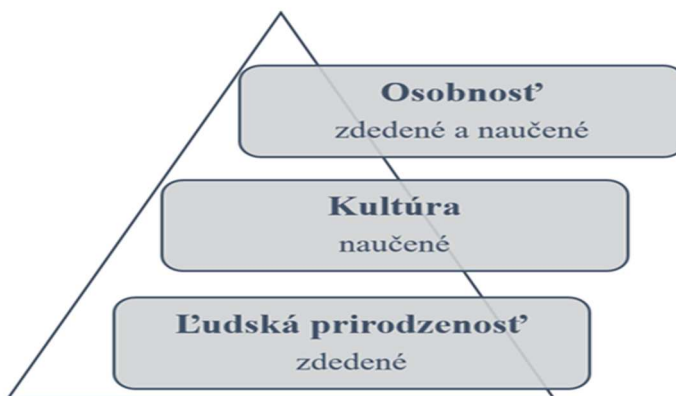 Osobnosť
zdedené a naučené
Kultúra
naučené
Ľudská prirodzenosť
zdedené